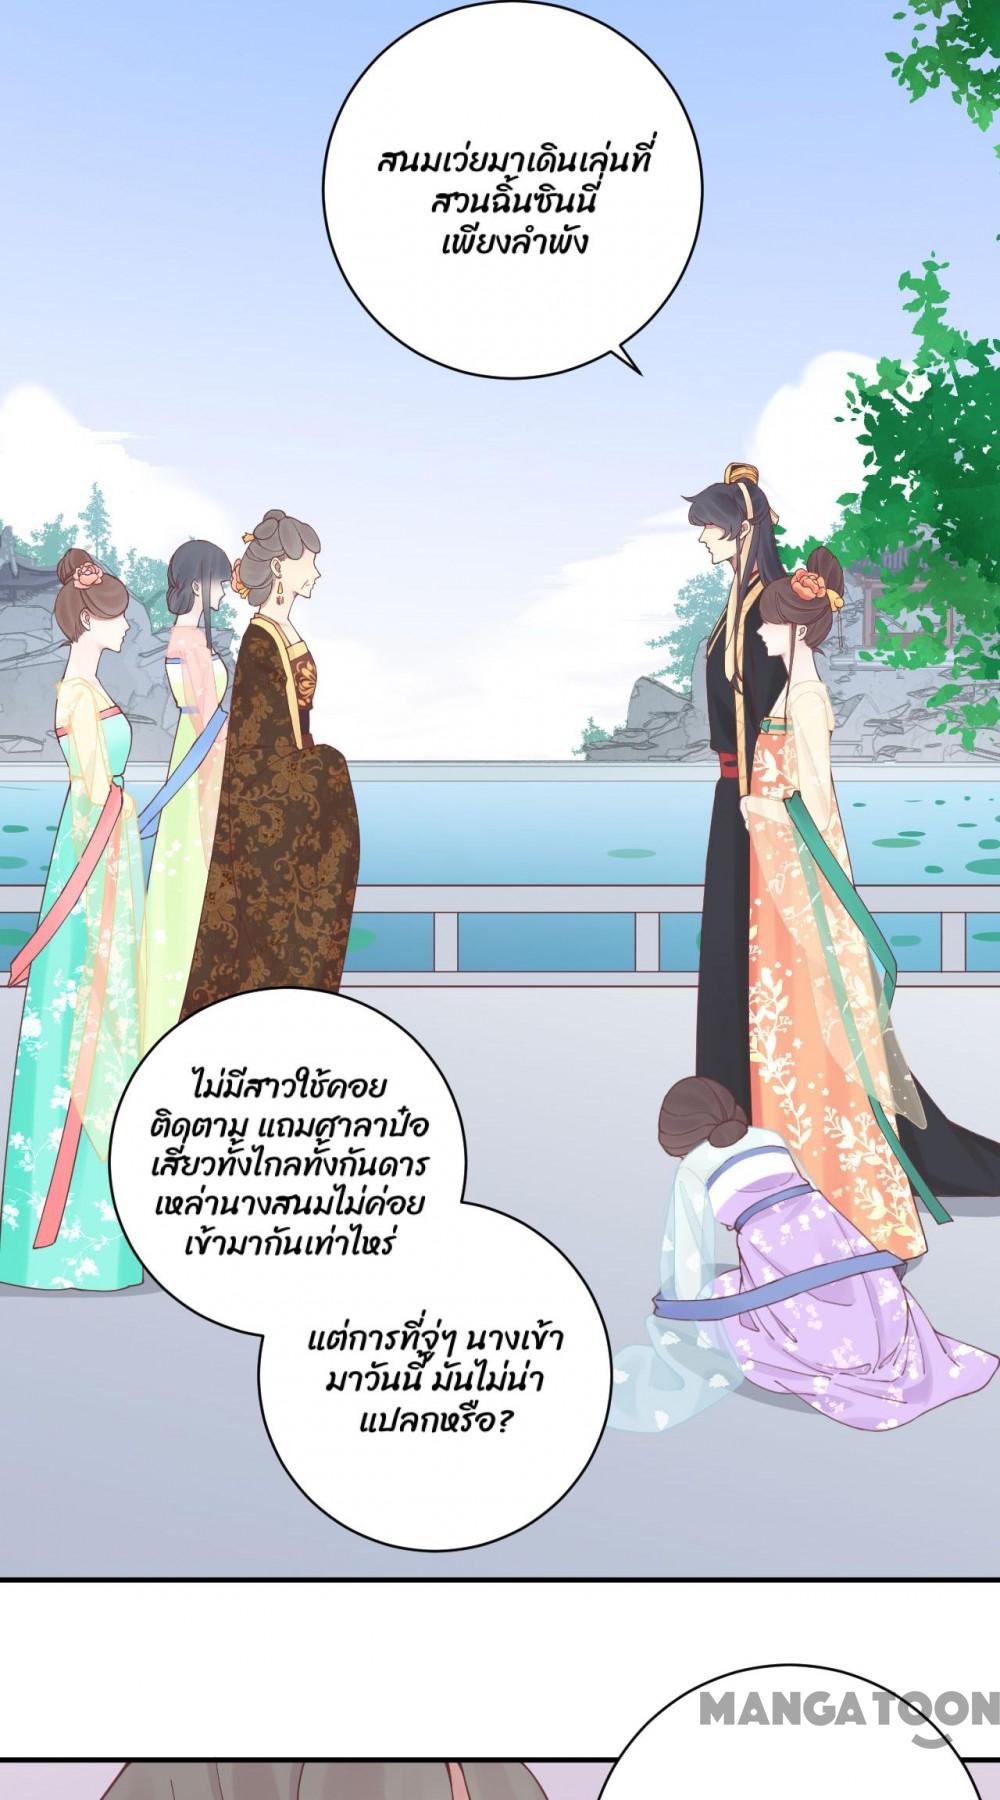 สนมเว่ยมาเดินเล่นที่
สวนฉิ้นซินนี่
เพียงลำพัง
ไม่มีสาวใช้คอย
ติดตาม แถมศาลาป๋อ
เสี่ยวทั้งไกลทั้งกันดาร
เหล่านางสนมไม่ค่อย
เข้ามากันเท่าไหร่
แต่การที่จู่ๆ นางเข้า
มาวันนี้ มันไม่น่า
แปลกหรือ?
MANGATOON